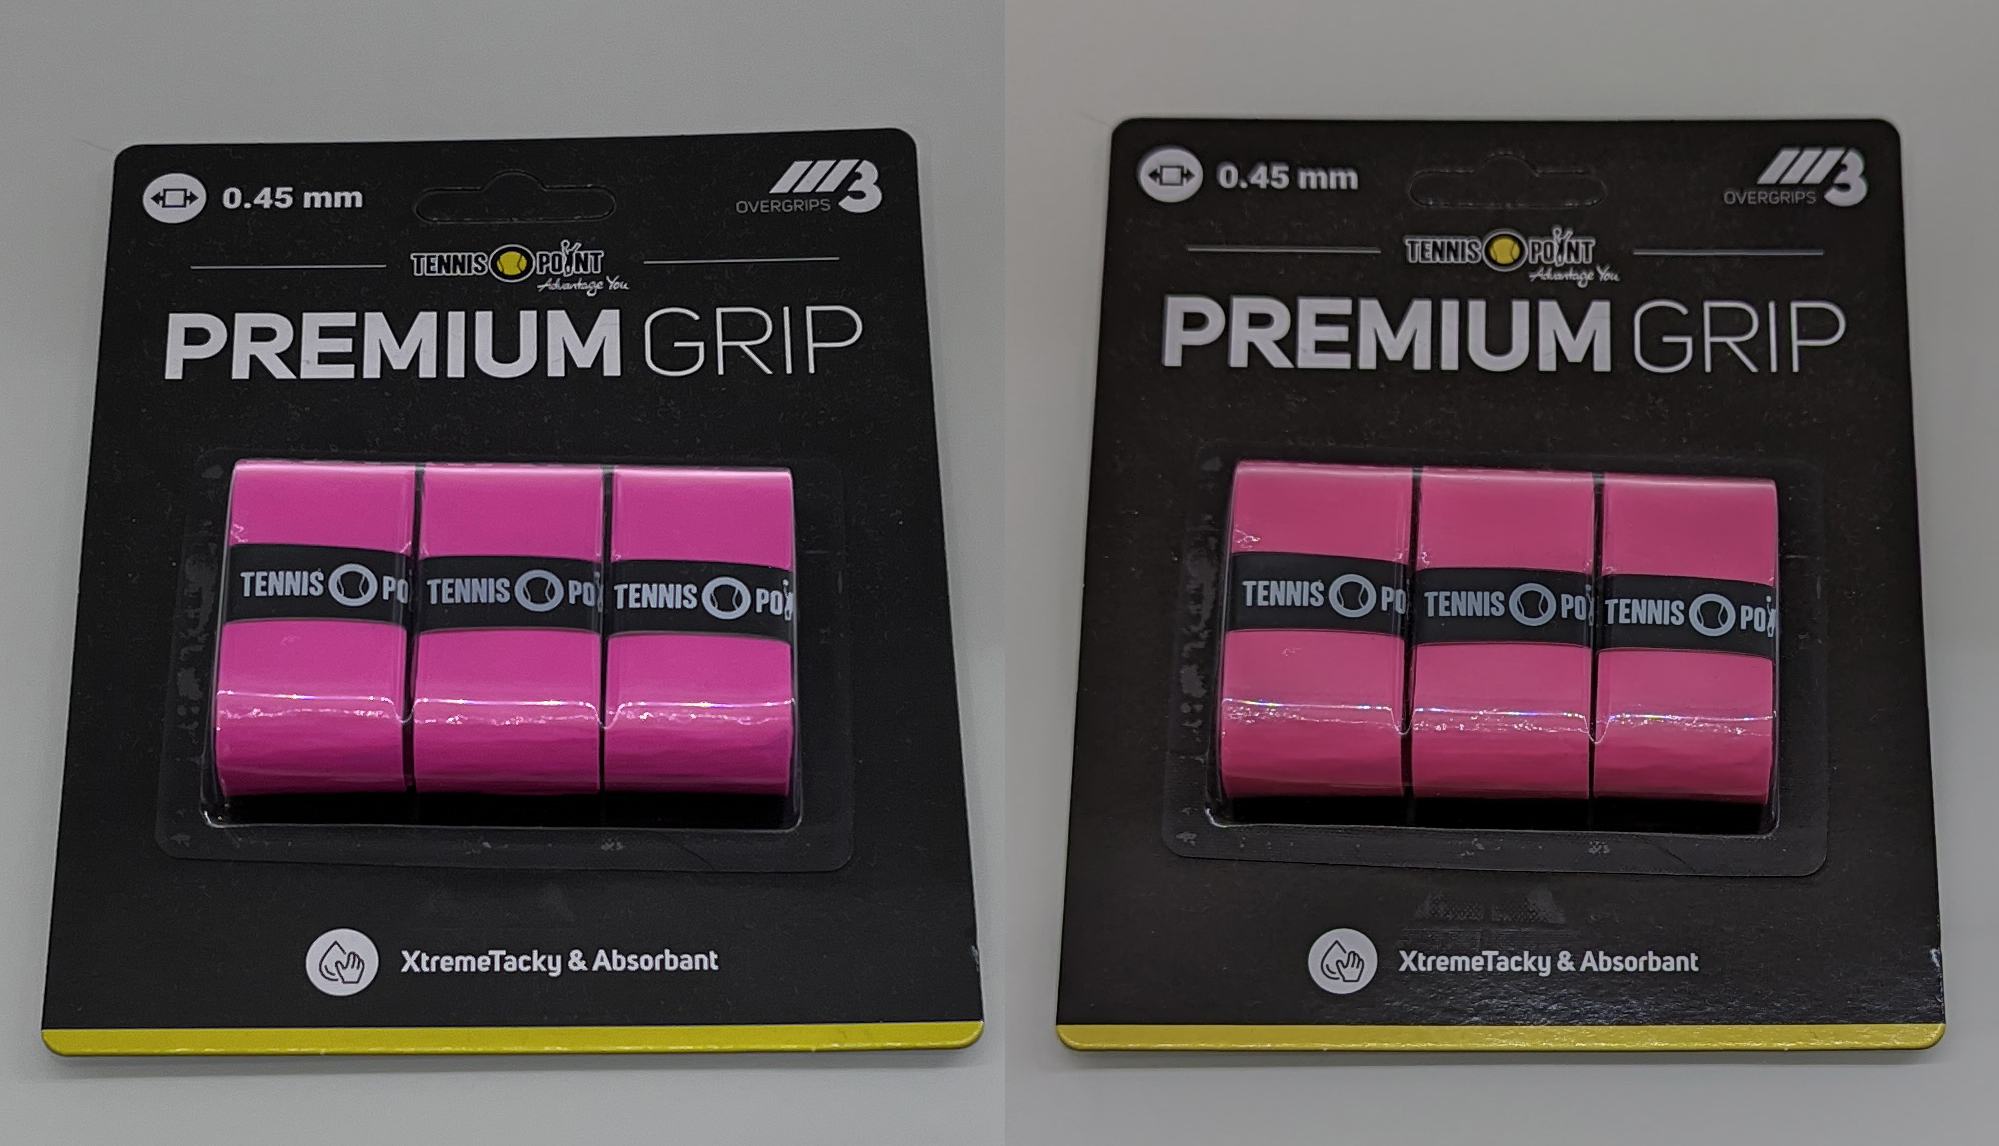 0.45 mm
3
OVERGRIPS
TENNIS POINT
Advantage You
PREMIUM GRIP
TENNIS PO
TENNIS PO
TENNIS PO
XtremeTacky & Absorbant
0.45 mm
3
OVERGRIPS
TENNIS POINT
Advantage You
PREMIUM GRIP
TENNIS PO
TENNIS PO
TENNIS PO
XtremeTacky & Absorbant